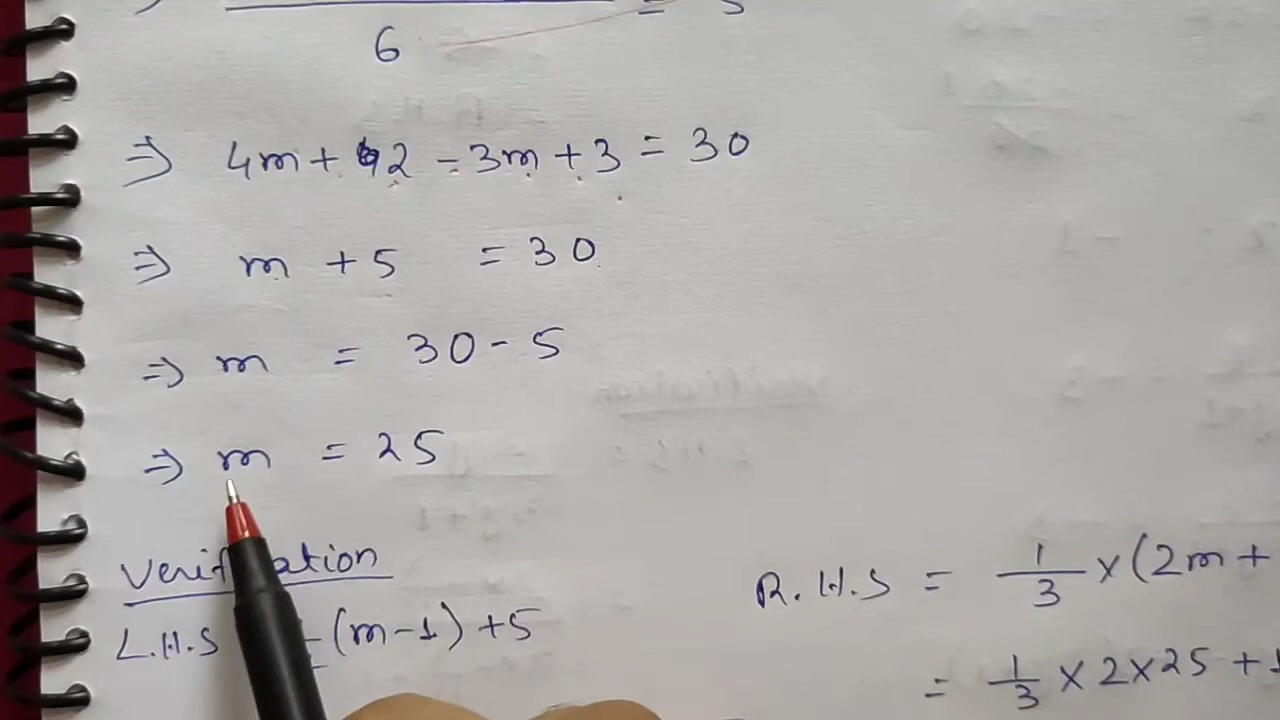 6
⇒ 4m + 2 - 3m + 3 = 30
⇒ m + 5 = 30
⇒ m = 30 - 5
⇒ m = 25
Verification
L.H.S (m-1) + 5
R.H.S = 1/3 × (2m +
= 1/3 × 2 × 25 + 1